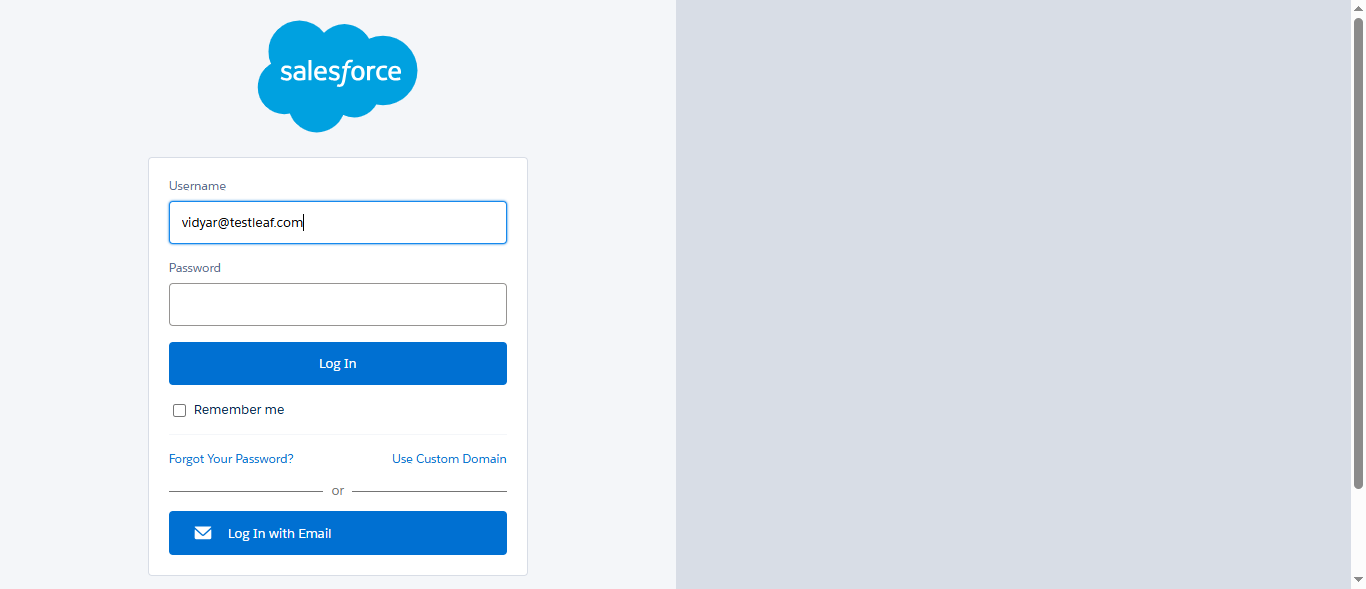 salesforce
Username
vidyar@testleaf.com
Password
Log In
Remember me
Forgot Your Password? Use Custom Domain
or
Log In with Email